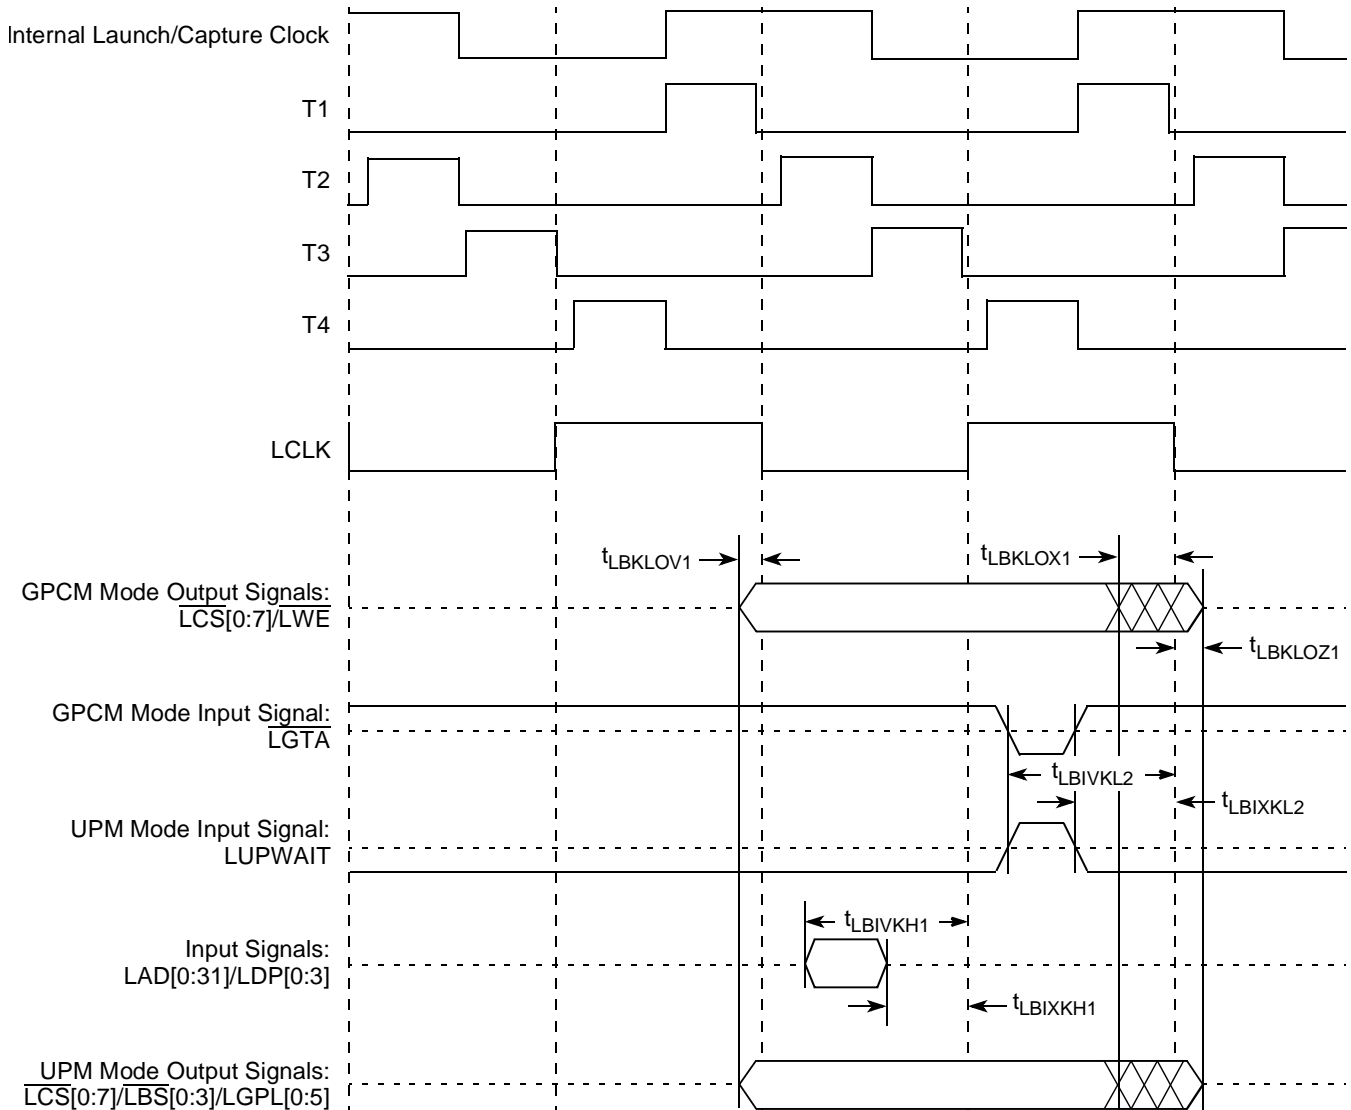 Internal Launch/Capture Clock
T1
T2
T3
T4
LCLK
tLBKLOV1
tLBKLOX1
GPCM Mode Output Signals:
LCS[0:7]/LWE
tLBKLOZ1
GPCM Mode Input Signal:
LGTA
tLBIVKL2
tLBIXKL2
UPM Mode Input Signal:
LUPWAIT
tLBIVKH1
Input Signals:
LAD[0:31]/LDP[0:3]
tLBIXKH1
UPM Mode Output Signals:
LCS[0:7]/LBS[0:3]/LGPL[0:5]